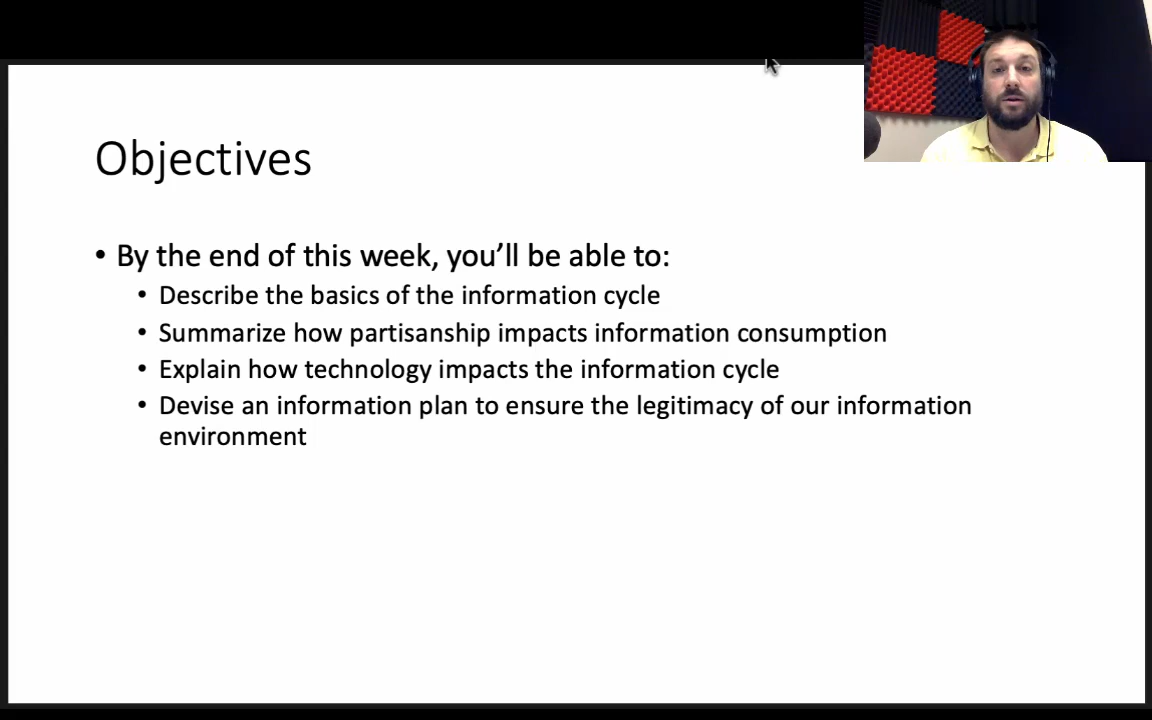 Objectives
• By the end of this week, you’ll be able to:
• Describe the basics of the information cycle
• Summarize how partisanship impacts information consumption
• Explain how technology impacts the information cycle
• Devise an information plan to ensure the legitimacy of our information
environment